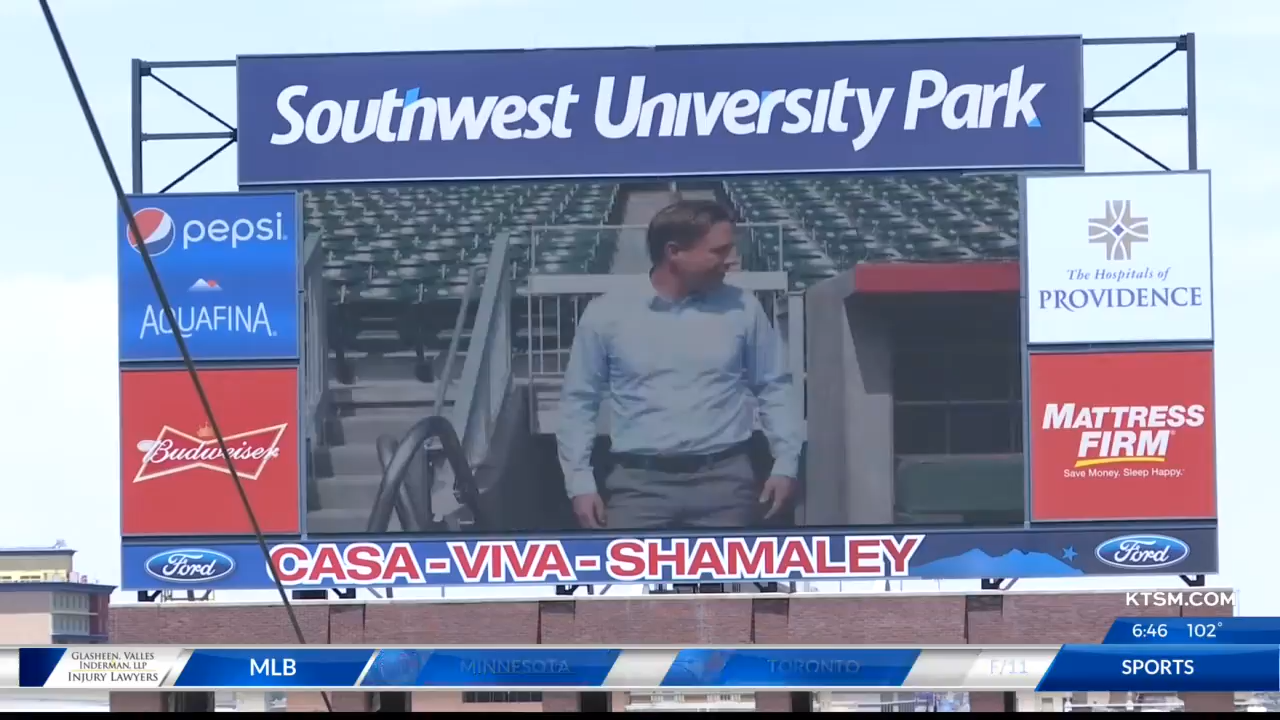 Southwest University Park
pepsi
AQUAFINA
Budweiser
The Hospitals of
PROVIDENCE
MATTRESS
FIRM
Save Money. Sleep Happy.
Ford
CASA - VIVA - SHAMALEY
Ford
KTSM.COM
6:46 102°
GLASHEEN, VALLES
INDERMAN, LLP
INJURY LAWYERS
MLB
MINNESOTA
TORONTO
F/11
SPORTS